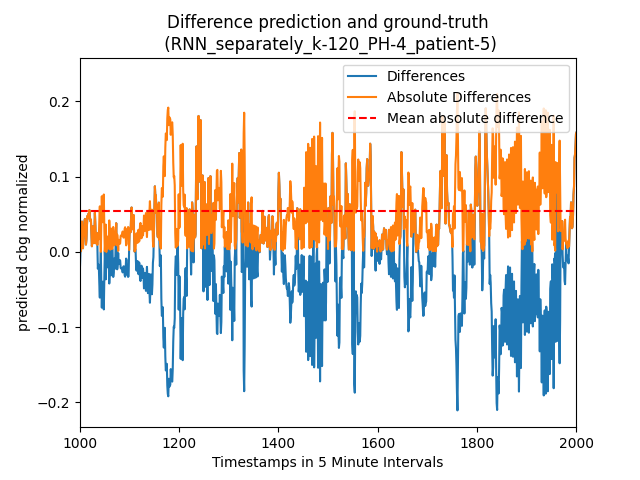 Difference prediction and ground-truth
(RNN_separately_k-120_PH-4_patient-5)
Differences
Absolute Differences
Mean absolute difference
predicted cbg normalized
0.2
0.1
0.0
−0.1
−0.2
1000 1200 1400 1600 1800 2000
Timestamps in 5 Minute Intervals